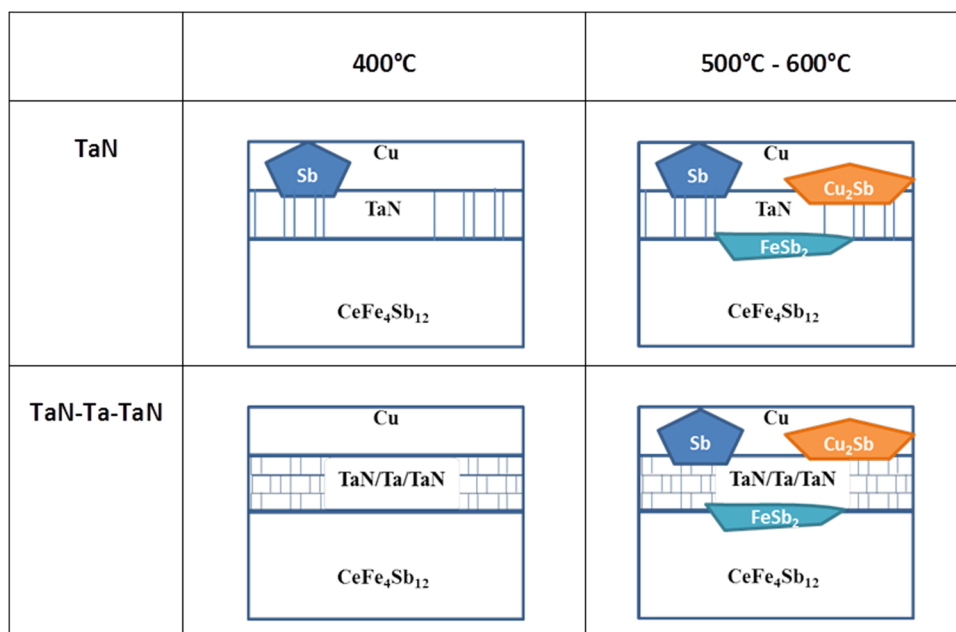 400°C
500°C - 600°C
TaN
Cu
Sb
TaN
CeFe₄Sb₁₂
Cu
Sb
Cu₂Sb
TaN
FeSb₂
CeFe₄Sb₁₂
TaN-Ta-TaN
Cu
TaN/Ta/TaN
CeFe₄Sb₁₂
Cu
Sb
Cu₂Sb
TaN/Ta/TaN
FeSb₂
CeFe₄Sb₁₂